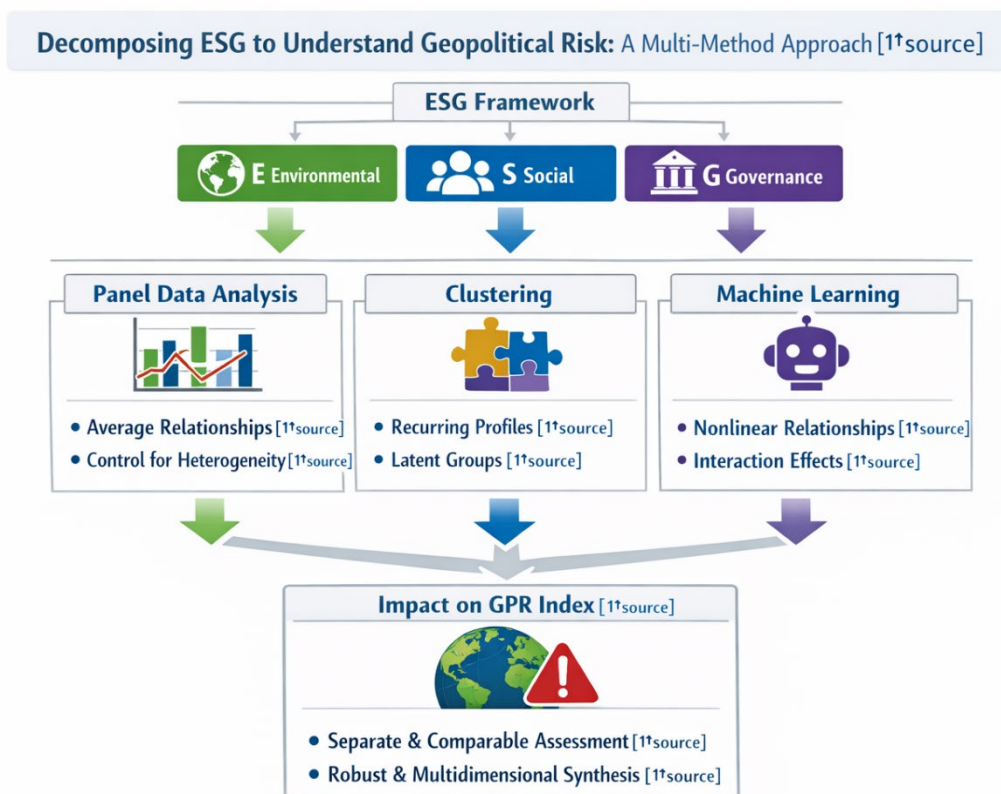 Decomposing ESG to Understand Geopolitical Risk: A Multi-Method Approach [1↑source]
ESG Framework
E Environmental
S Social
G Governance
Panel Data Analysis
• Average Relationships [1↑source]
• Control for Heterogeneity [1↑source]
Clustering
• Recurring Profiles [1↑source]
• Latent Groups [1↑source]
Machine Learning
• Nonlinear Relationships [1↑source]
• Interaction Effects [1↑source]
Impact on GPR Index [1↑source]
• Separate & Comparable Assessment [1↑source]
• Robust & Multidimensional Synthesis [1↑source]